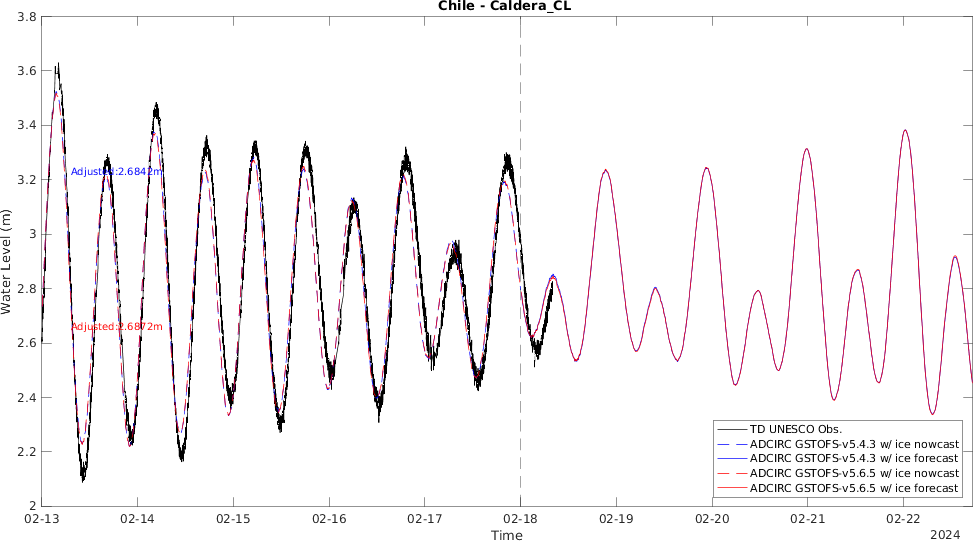 Chile - Caldera_CL
Water Level (m)
3.8
3.6
3.4
3.2
3
2.8
2.6
2.4
2.2
2
Adjusted:2.6842m
Adjusted:2.6872m
TD UNESCO Obs.
ADCIRC GSTOFS-v5.4.3 w/ ice nowcast
ADCIRC GSTOFS-v5.4.3 w/ ice forecast
ADCIRC GSTOFS-v5.6.5 w/ ice nowcast
ADCIRC GSTOFS-v5.6.5 w/ ice forecast
02-13 02-14 02-15 02-16 02-17 02-18 02-19 02-20 02-21 02-22
Time
2024